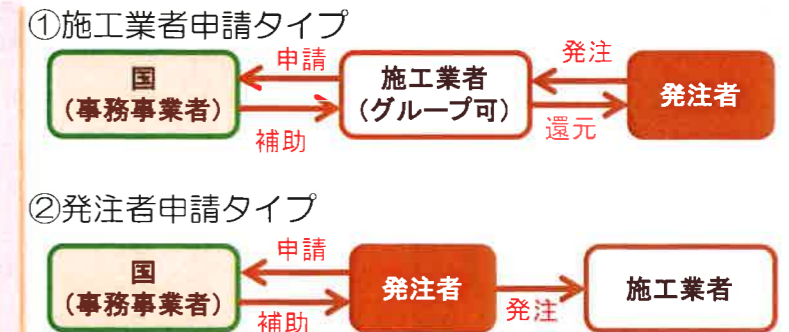 ①施工業者申請タイプ
国
(事務事業者)
申請
補助
施工業者
(グループ可)
発注
還元
発注者
②発注者申請タイプ
国
(事務事業者)
申請
補助
発注者
発注
施工業者